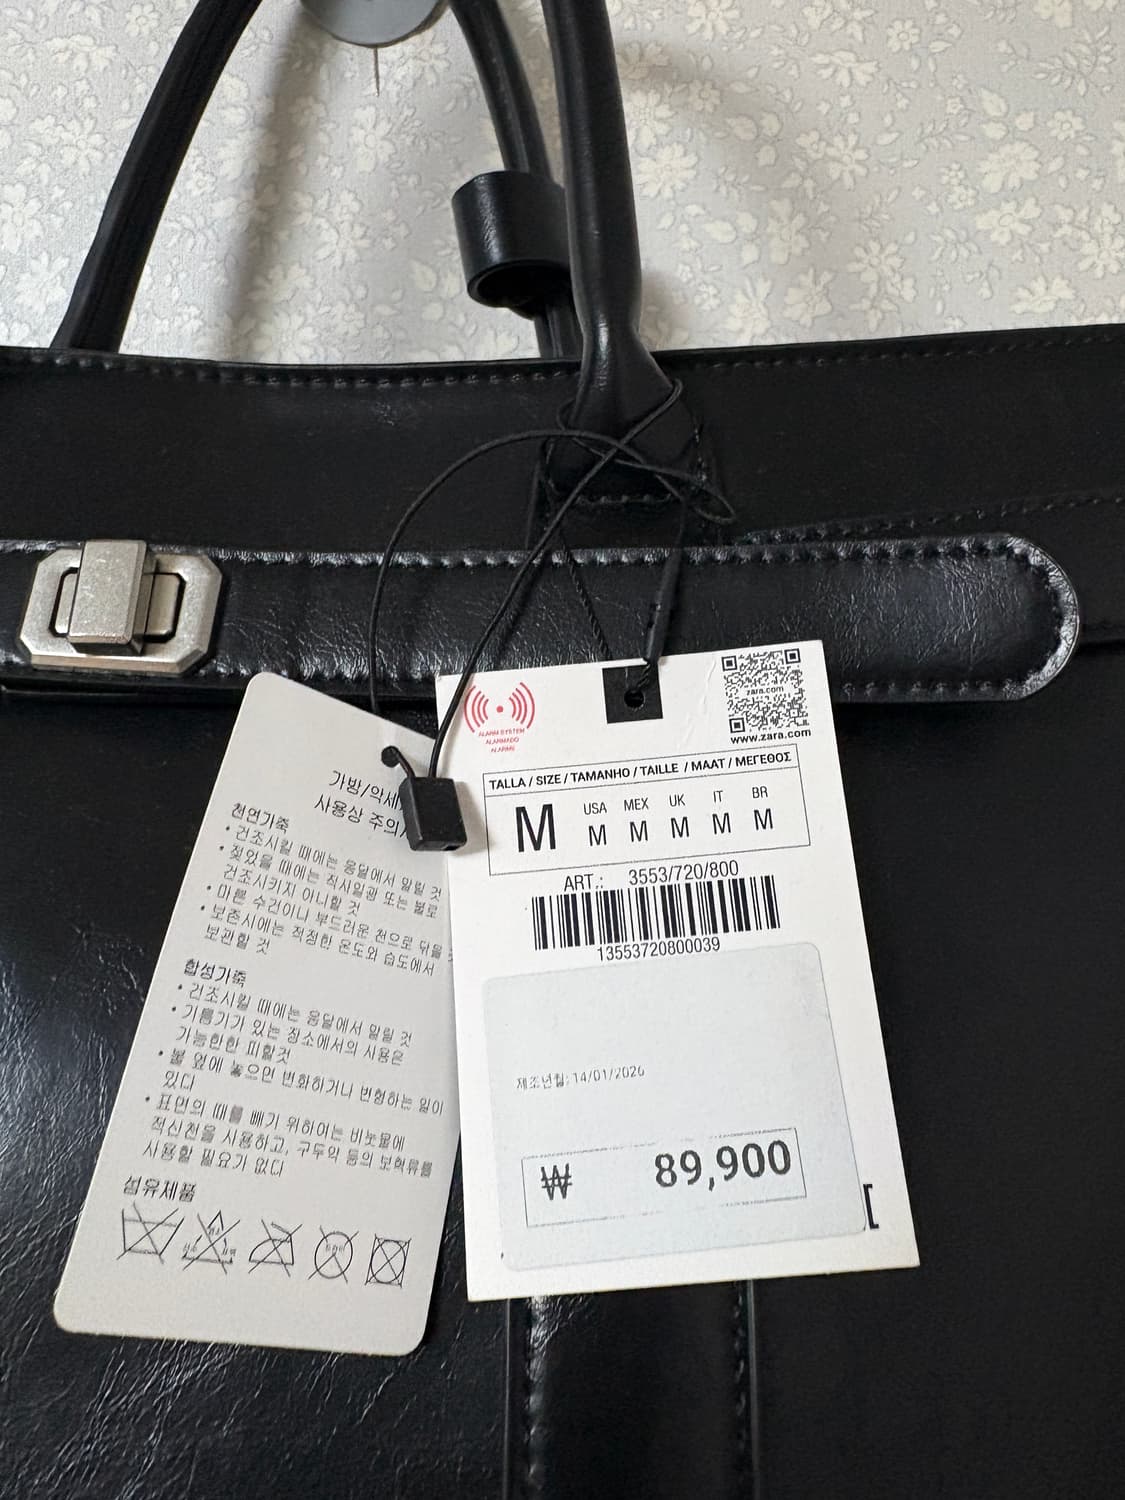 가방/악세
사용상 주의/
천연가죽
• 건조시킬 때에는 응달에서 말릴 것
• 젖었을 때에는 직사일광 또는 불로
건조시키지 아니할 것
• 마른 수건이나 부드러운 천으로 닦을 것
• 보존시에는 적정한 온도와 습도에서
보관할 것
합성가죽
• 건조시킬 때에는 응달에서 말릴 것
• 기름기가 있는 장소에서의 사용은
가능한한 피할것
• 불 옆에 놓으면 변화하거나 변형하는 일이
있다
• 표면의 때를 빼기 위하여는 비눗물에
적신천을 사용하고, 구두약 등의 보혁류를
사용할 필요가 없다
섬유제품
ALARM SYSTEM
ALARMADO
ALARME
zara.com
www.zara.com
TALLA / SIZE / TAMANHO / TAILLE / MAAT / ΜΕΓΕΘΟΣ
M
USA MEX UK IT BR
M M M M M
ART.: 3553/720/800
13553720800039
제조년월: 14/01/2026
₩ 89,900